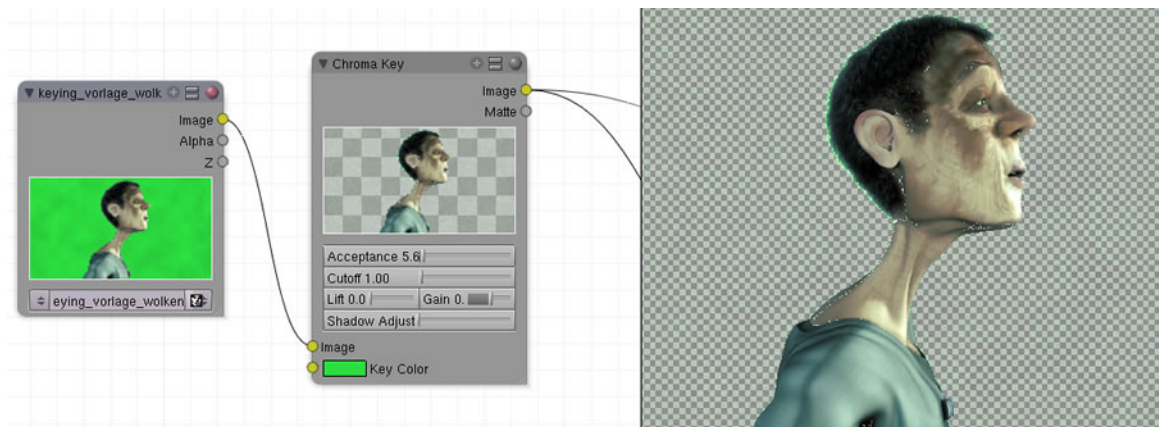 keying_vorlage_wolk
Image
Alpha
Z
eying_vorlage_wolken
Chroma Key
Image
Matte
Acceptance 5.6
Cutoff 1.00
Lift 0.0
Gain 0.
Shadow Adjust
Image
Key Color